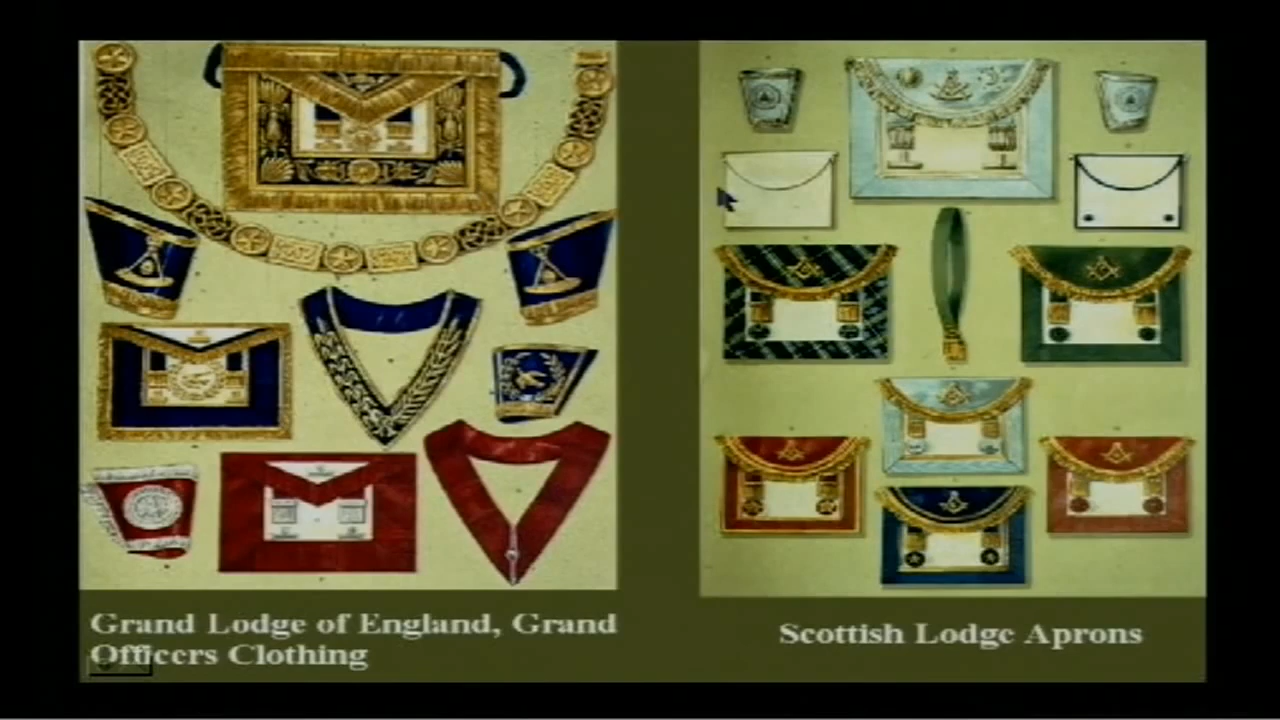 Grand Lodge of England, Grand
Officers Clothing
Scottish Lodge Aprons